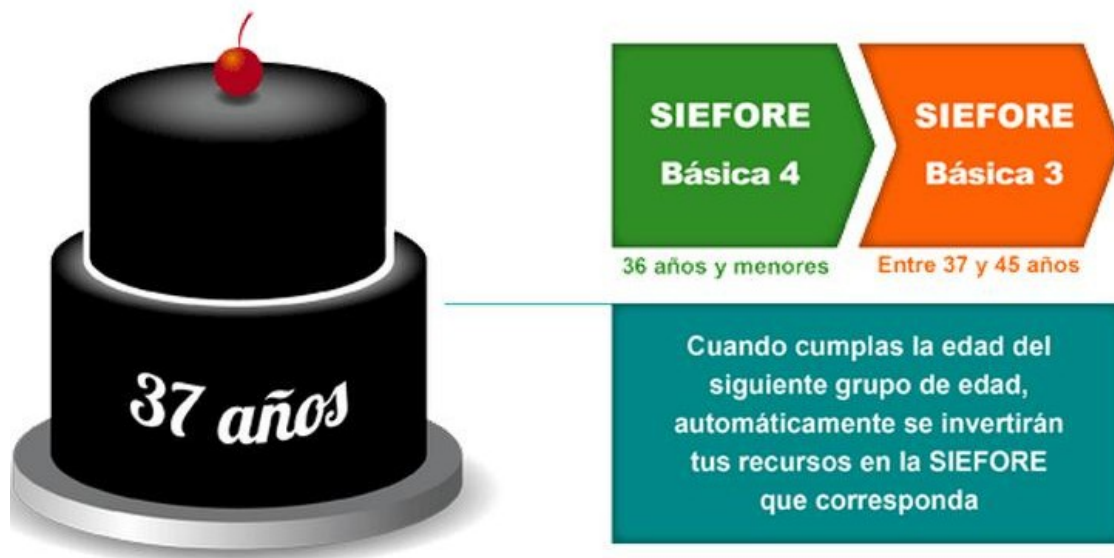 37 años
SIEFORE
Básica 4
36 años y menores
SIEFORE
Básica 3
Entre 37 y 45 años
Cuando cumplas la edad del
siguiente grupo de edad,
automáticamente se invertirán
tus recursos en la SIEFORE
que corresponda